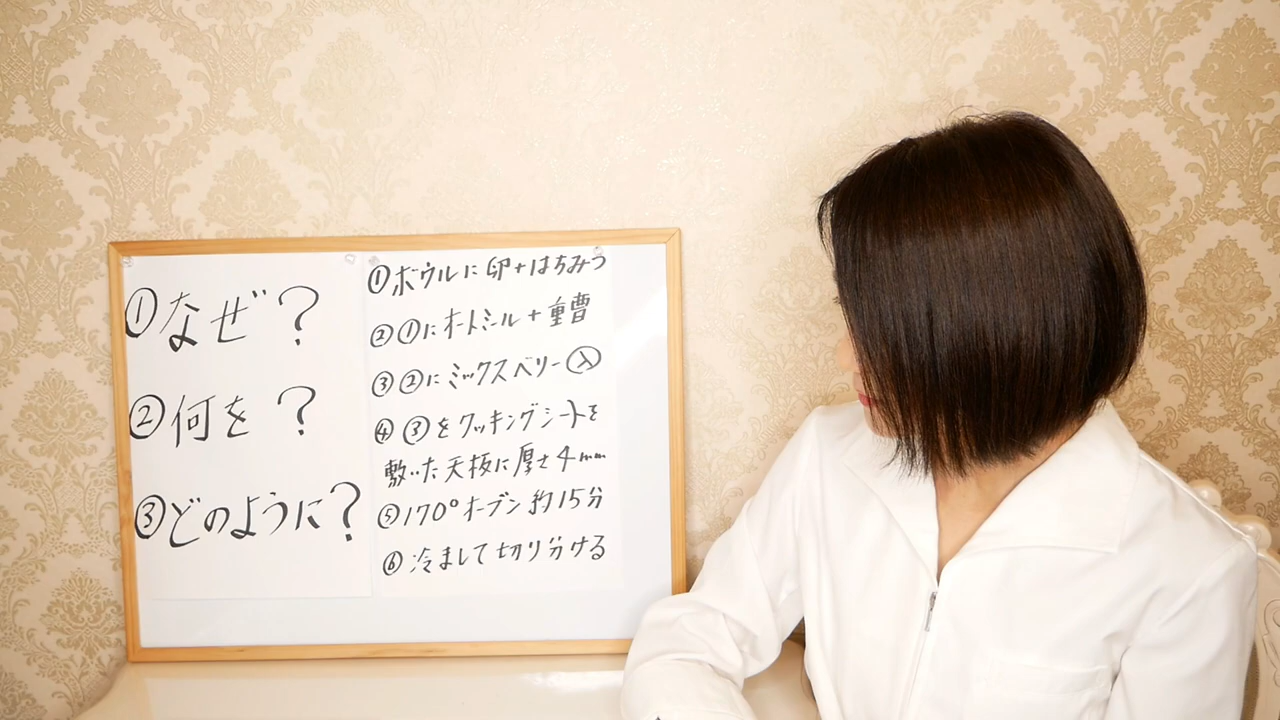 ①なぜ?
②何を?
③どのように?
①ボウルに卵+はちみつ
②①にオートミール+重曹
③②にミックスベリー入
④③をクッキングシートを
敷いた天板に厚さ4mm
⑤170°オーブン約15分
⑥冷まして切り分ける